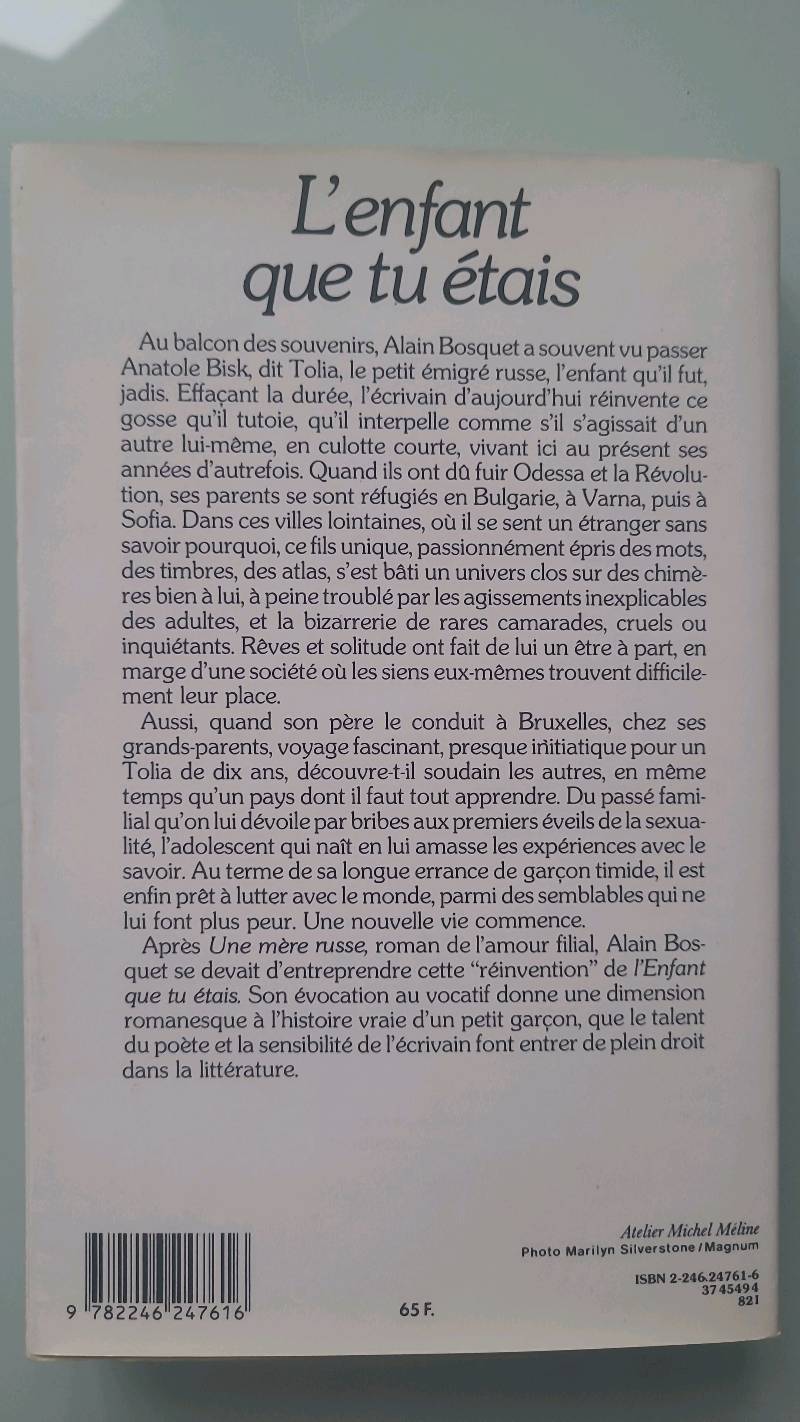 L'enfant
que tu étais
Au balcon des souvenirs, Alain Bosquet a souvent vu passer
Anatole Bisk, dit Tolia, le petit émigré russe, l'enfant qu'il fut,
jadis. Effaçant la durée, l'écrivain d'aujourd'hui réinvente ce
gosse qu'il tutoie, qu'il interpelle comme s'il s'agissait d'un
autre lui-même, en culotte courte, vivant ici au présent ses
années d'autrefois. Quand ils ont dû fuir Odessa et la Révolu-
tion, ses parents se sont réfugiés en Bulgarie, à Varna, puis à
Sofia. Dans ces villes lointaines, où il se sent un étranger sans
savoir pourquoi, ce fils unique, passionnément épris des mots,
des timbres, des atlas, s'est bâti un univers clos sur des chimè-
res bien à lui, à peine troublé par les agissements inexplicables
des adultes, et la bizarrerie de rares camarades, cruels ou
inquiétants. Rêves et solitude ont fait de lui un être à part, en
marge d'une société où les siens eux-mêmes trouvent difficile-
ment leur place.
Aussi, quand son père le conduit à Bruxelles, chez ses
grands-parents, voyage fascinant, presque initiatique pour un
Tolia de dix ans, découvre-t-il soudain les autres, en même
temps qu'un pays dont il faut tout apprendre. Du passé fami-
lial qu'on lui dévoile par bribes aux premiers éveils de la sexua-
lité, l'adolescent qui naît en lui amasse les expériences avec le
savoir. Au terme de sa longue errance de garçon timide, il est
enfin prêt à lutter avec le monde, parmi des semblables qui ne
lui font plus peur. Une nouvelle vie commence.
Après Une mère russe, roman de l'amour filial, Alain Bos-
quet se devait d'entreprendre cette “réinvention” de l'Enfant
que tu étais. Son évocation au vocatif donne une dimension
romanesque à l'histoire vraie d'un petit garçon, que le talent
du poète et la sensibilité de l'écrivain font entrer de plein droit
dans la littérature.
Atelier Michel Méline
Photo Marilyn Silverstone / Magnum
ISBN 2-246.24761-6
37 4549 4
821
9 782246 247616
65 F.